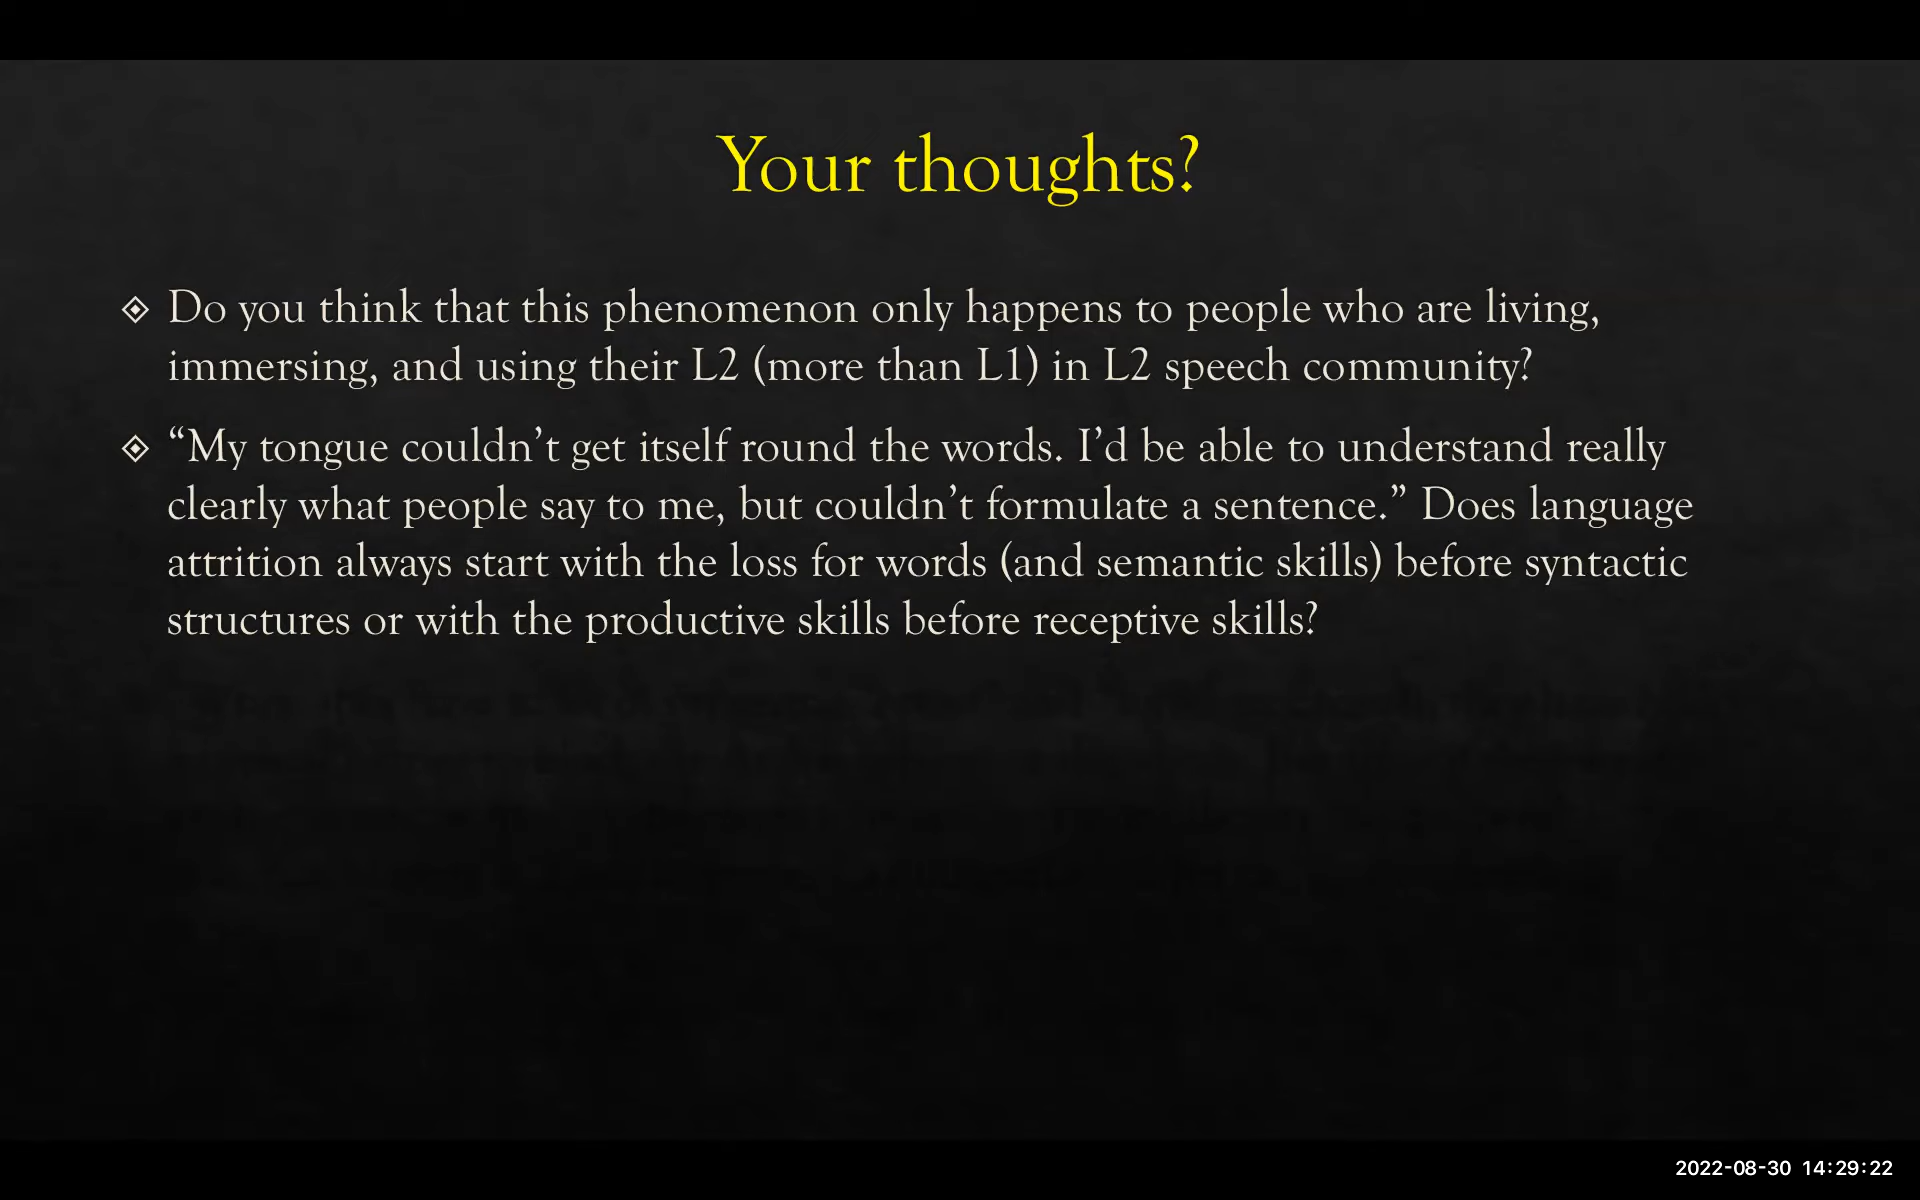 Your thoughts?
Do you think that this phenomenon only happens to people who are living,
immersing, and using their L2 (more than L1) in L2 speech community?
“My tongue couldn’t get itself round the words. I’d be able to understand really
clearly what people say to me, but couldn’t formulate a sentence.” Does language
attrition always start with the loss for words (and semantic skills) before syntactic
structures or with the productive skills before receptive skills?
2022-08-30 14:29:22